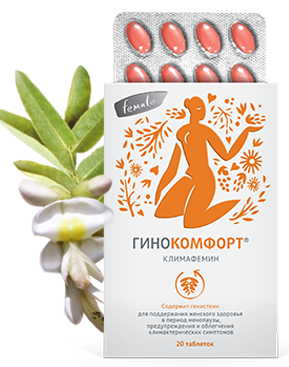 female
ГИНОКОМФОРТ®
КЛИМАФЕМИН
Содержит генистеин
для поддержания женского здоровья
в период менопаузы,
предупреждения и облегчения
климактерических симптомов
20 таблеток